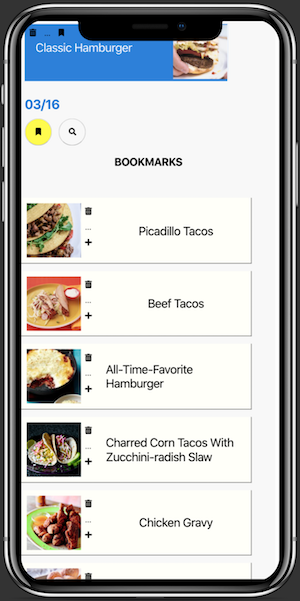 Classic Hamburger
03/16
BOOKMARKS
Picadillo Tacos
Beef Tacos
All-Time-Favorite
Hamburger
Charred Corn Tacos With
Zucchini-radish Slaw
Chicken Gravy